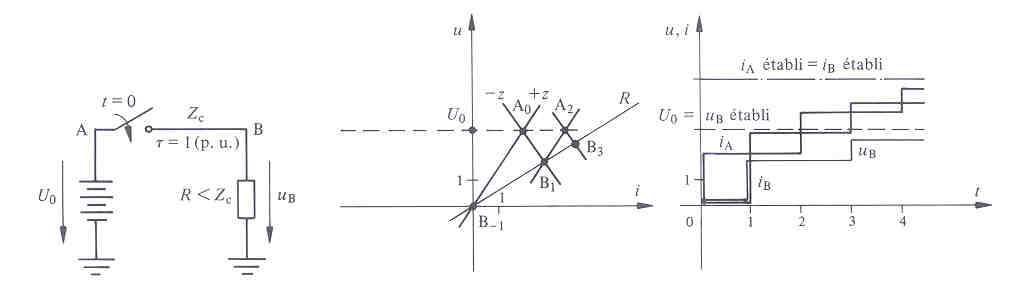 t = 0
A
Z_c
B
τ = 1 (p. u.)
U_0
R < Z_c
u_B
u
−z
+z
A_0
A_2
R
U_0
B_3
B_1
1
i
1
B_−1
u, i
i_A établi = i_B établi
U_0 = u_B établi
i_A
u_B
1
i_B
t
0
1
2
3
4